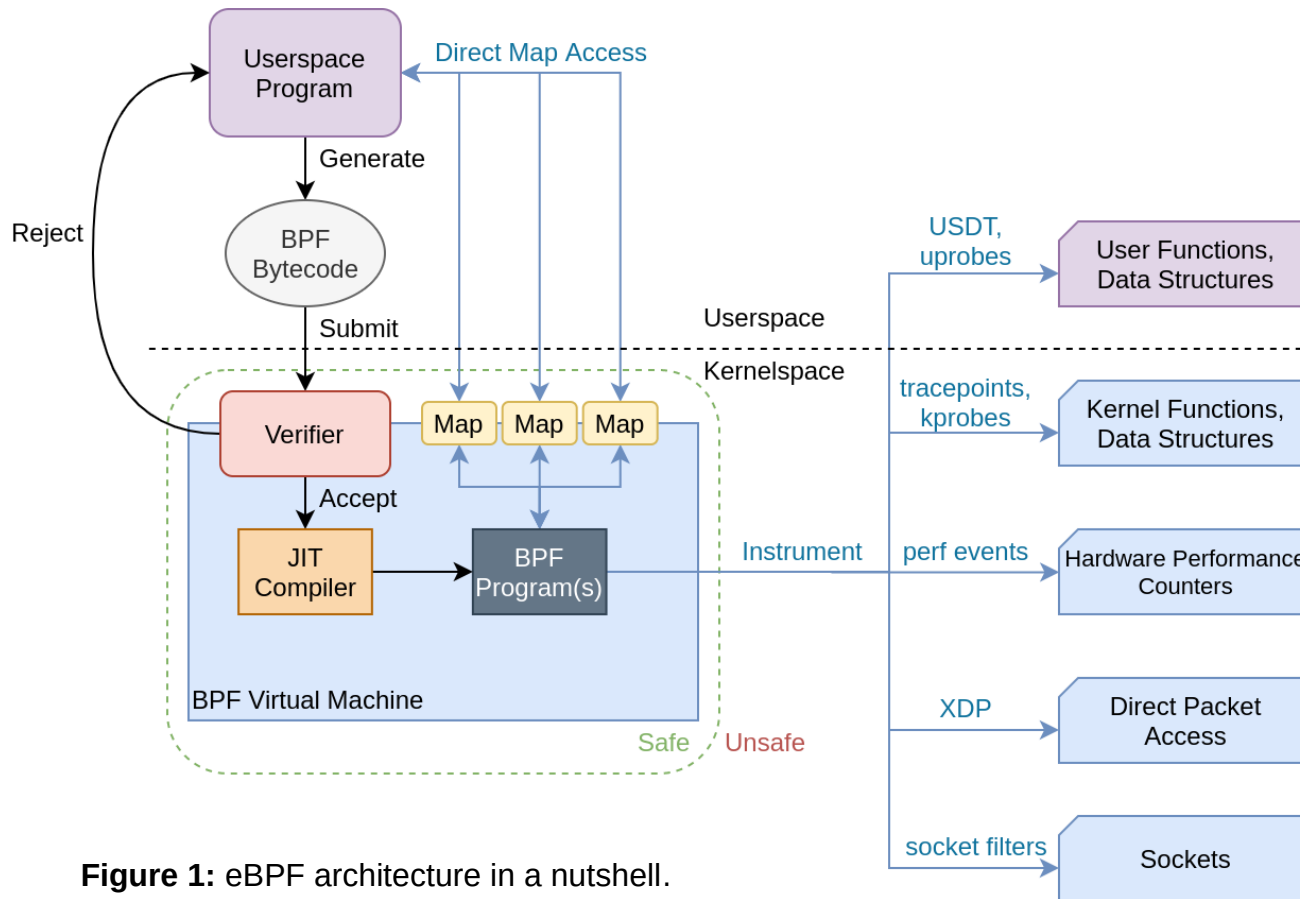 Userspace
Program
Direct Map Access
Generate
Reject
BPF
Bytecode
Submit
USDT,
uprobes
User Functions,
Data Structures
Userspace
Kernelspace
Verifier
Map
Map
Map
tracepoints,
kprobes
Kernel Functions,
Data Structures
Accept
JIT
Compiler
BPF
Program(s)
Instrument
perf events
Hardware Performance
Counters
BPF Virtual Machine
XDP
Direct Packet
Access
Safe
Unsafe
socket filters
Sockets
Figure 1: eBPF architecture in a nutshell.